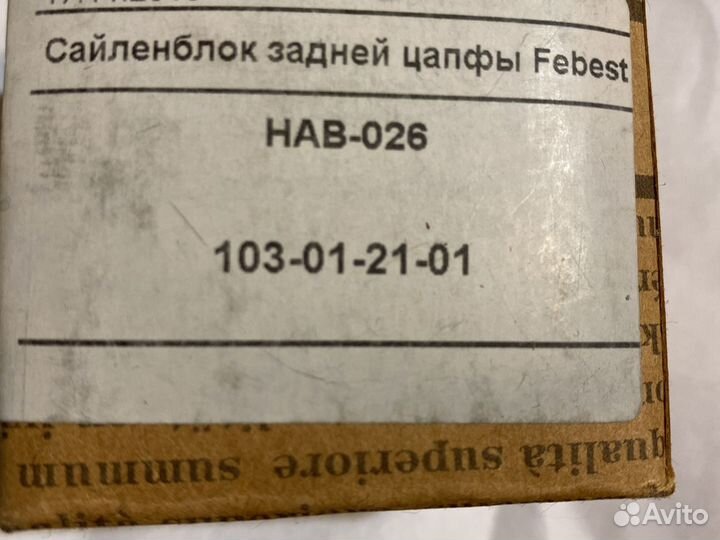 Сайленблок задней цапфы Febest
HAB-026
103-01-21-01
qualità superiore summum
Avito